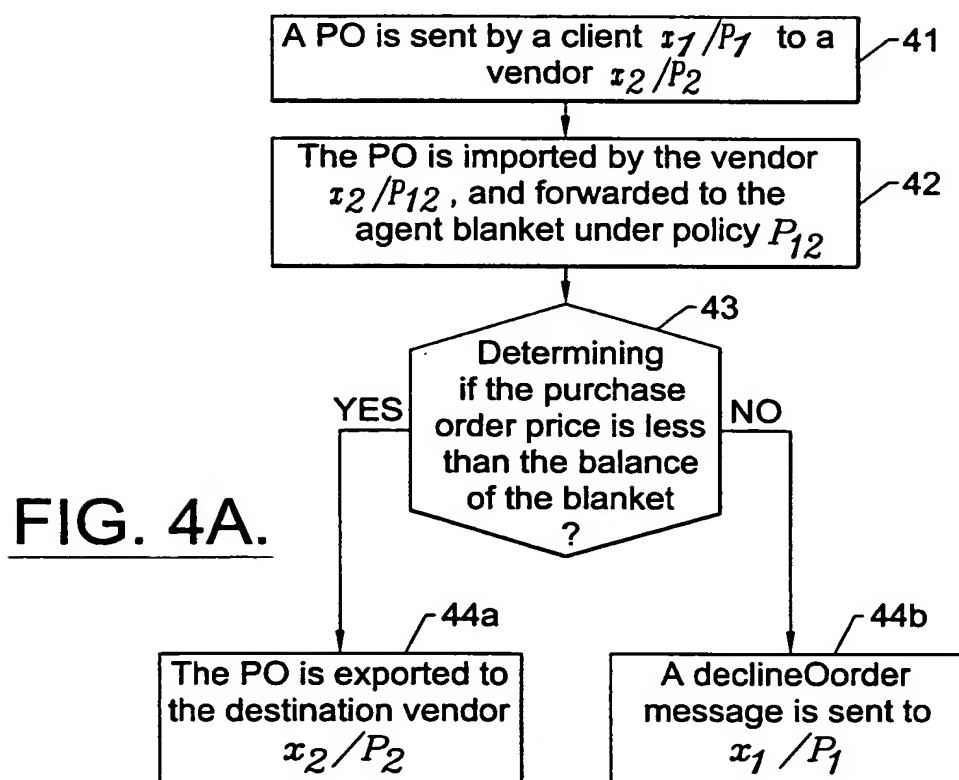 A PO is sent by a client x1/P1 to a
vendor x2/P2
41
The PO is imported by the vendor
x2/P12, and forwarded to the
agent blanket under policy P12
42
43
Determining
if the purchase
order price is less
than the balance
of the blanket
?
YES
NO
FIG. 4A.
44a
The PO is exported to
the destination vendor
x2/P2
44b
A declineOorder
message is sent to
x1/P1